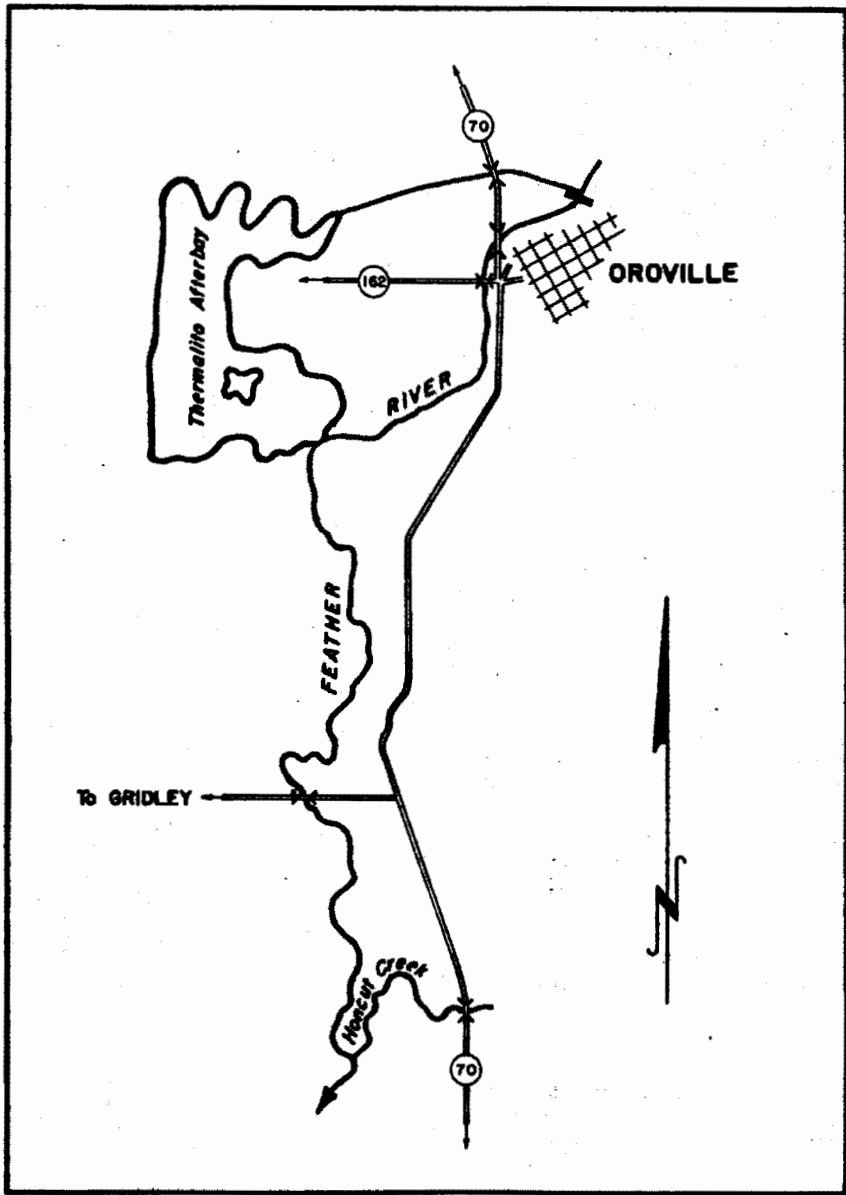 70
OROVILLE
162
Thermalito Afterbay
RIVER
FEATHER
To GRIDLEY
N
Honcut Creek
70